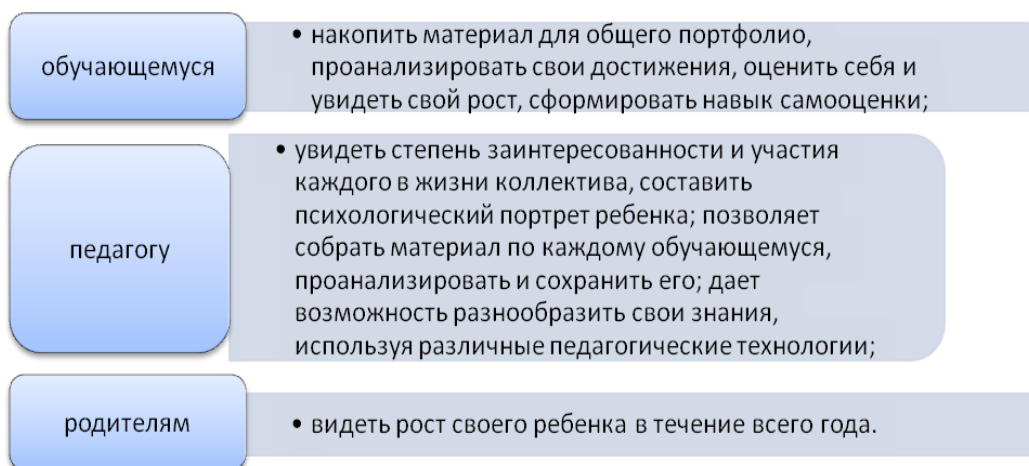 обучающемуся
• накопить материал для общего портфолио,
проанализировать свои достижения, оценить себя и
увидеть свой рост, сформировать навык самооценки;
педагогу
• увидеть степень заинтересованности и участия
каждого в жизни коллектива, составить
психологический портрет ребенка; позволяет
собрать материал по каждому обучающемуся,
проанализировать и сохранить его; дает
возможность разнообразить свои знания,
используя различные педагогические технологии;
родителям
• видеть рост своего ребенка в течение всего года.